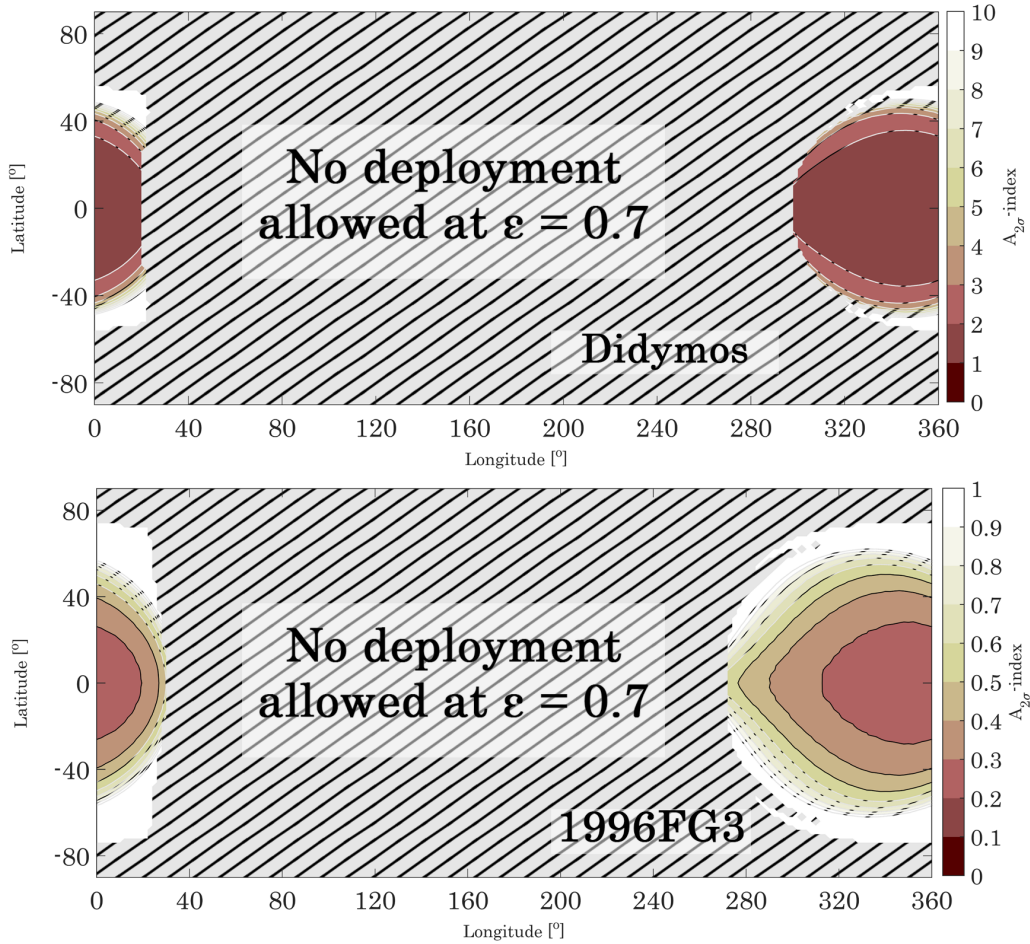 10
80
9
8
40
7
No deployment
6
Latitude [°]
0
allowed at ε = 0.7
5
A2σ-index
4
-40
3
2
Didymos
-80
1
0
0 40 80 120 160 200 240 280 320 360
Longitude [°]
1
80
0.9
0.8
40
0.7
No deployment
0.6
Latitude [°]
0
allowed at ε = 0.7
0.5
A2σ-index
0.4
-40
0.3
0.2
1996FG3
-80
0.1
0
0 40 80 120 160 200 240 280 320 360
Longitude [°]